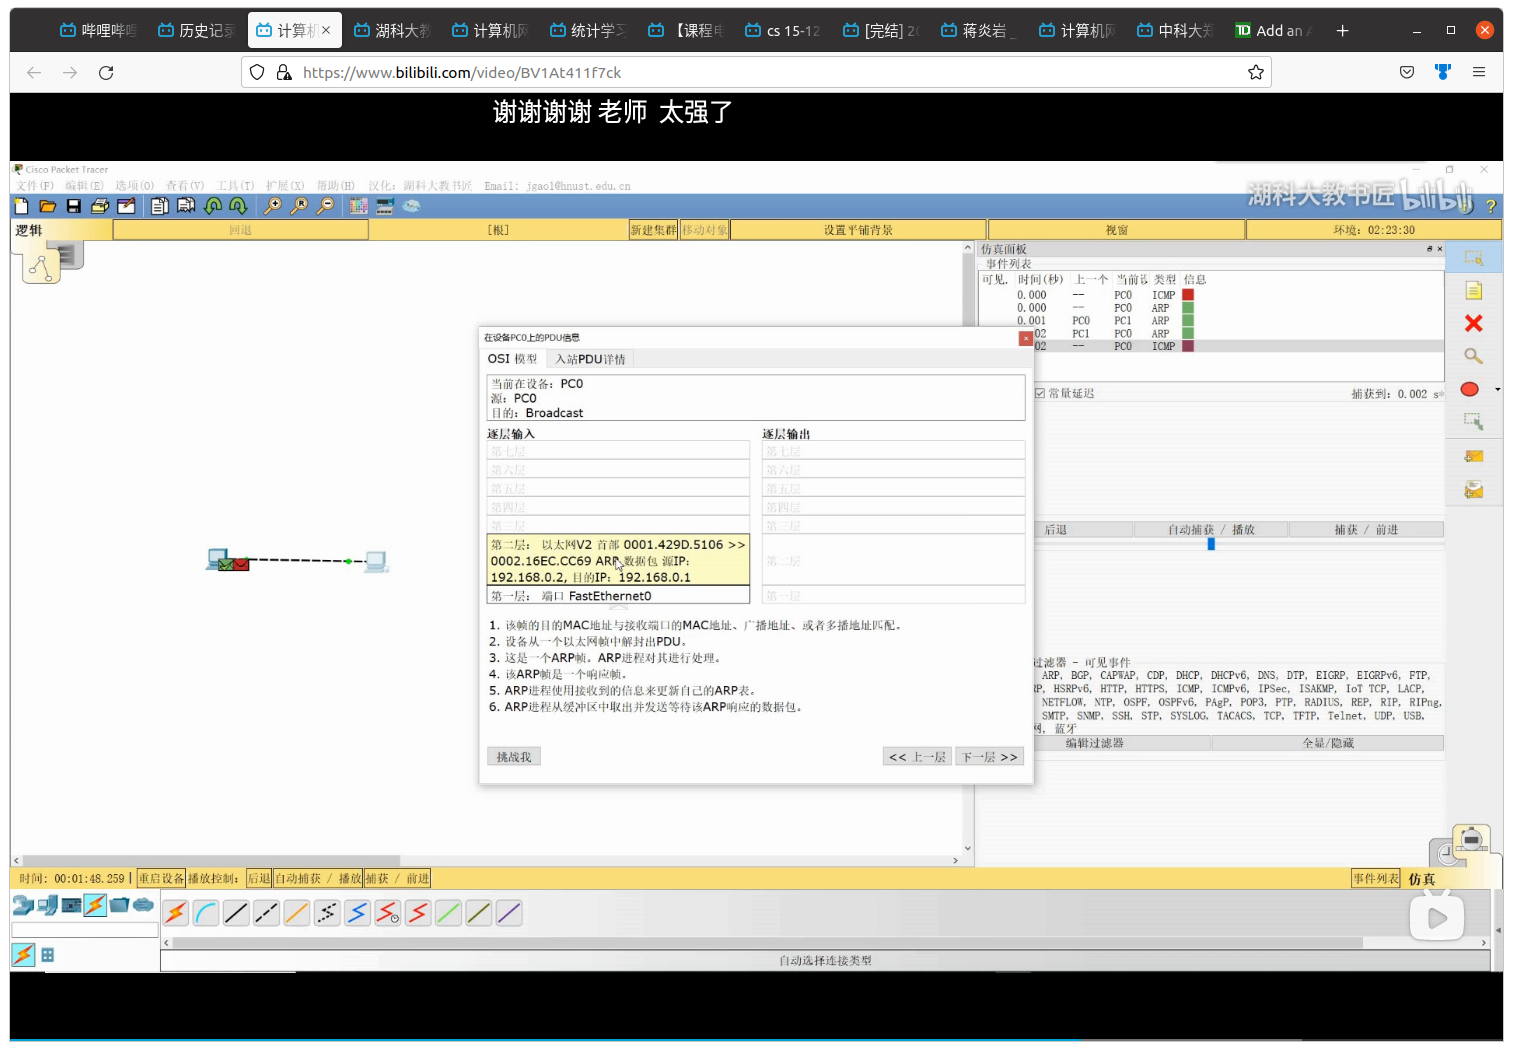 哔哩哔哩
历史记录
计算机
湖科大教
计算机网
统计学习
【课程
cs 15-12
[完结] 20
蒋炎岩
计算机网
中科大郑
Add an
https://www.bilibili.com/video/BV1At411f7ck
谢谢谢谢 老师 太强了
Cisco Packet Tracer
文件(F) 编辑(E) 选项(O) 查看(V) 工具(T) 扩展(X) 帮助(H) 汉化: 湖科大教书匠 Email: jgao1@hnust.edu.cn
湖科大教书匠 bilibili
逻辑 回退 [根] 新建集群 移动对象 设置平铺背景 视窗 环境: 02:23:30
仿真面板
事件列表
可见. 时间(秒) 上一个 当前设 类型 信息
0.000 -- PC0 ICMP
0.000 -- PC0 ARP
0.001 PC0 PC1 ARP
02 PC1 PC0 ARP
02 -- PC0 ICMP
常量延迟 捕获到: 0.002 s*
后退 自动捕获 / 播放 捕获 / 前进
在设备PC0上的PDU信息
OSI 模型 入站PDU详情
当前在设备: PC0
源: PC0
目的: Broadcast
逐层输入 逐层输出
第七层 第七层
第六层 第六层
第五层 第五层
第四层 第四层
第三层 第三层
第二层: 以太网V2 首部 0001.429D.5106 >>
0002.16EC.CC69 ARP 数据包 源IP:
192.168.0.2, 目的IP: 192.168.0.1
第二层
第一层: 端口 FastEthernet0 第一层
1. 该帧的目的MAC地址与接收端口的MAC地址、广播地址、或者多播地址匹配。
2. 设备从一个以太网帧中解封出PDU。
3. 这是一个ARP帧。ARP进程对其进行处理。
4. 该ARP帧是一个响应帧。
5. ARP进程使用接收到的信息来更新自己的ARP表。
6. ARP进程从缓冲区中取出并发送等待该ARP响应的数据包。
挑战我 << 上一层 下一层 >>
过滤器 - 可见事件
ARP, BGP, CAPWAP, CDP, DHCP, DHCPv6, DNS, DTP, EIGRP, EIGRPv6, FTP,
P, HSRPv6, HTTP, HTTPS, ICMP, ICMPv6, IPSec, ISAKMP, IoT TCP, LACP,
NETFLOW, NTP, OSPF, OSPFv6, PAgP, POP3, PTP, RADIUS, REP, RIP, RIPng,
SMTP, SNMP, SSH, STP, SYSLOG, TACACS, TCP, TFTP, Telnet, UDP, USB,
网, 蓝牙
编辑过滤器 全显/隐藏
时间: 00:01:48.259 重启设备 播放控制: 后退 自动捕获 / 播放 捕获 / 前进 事件列表 仿真
自动选择连接类型